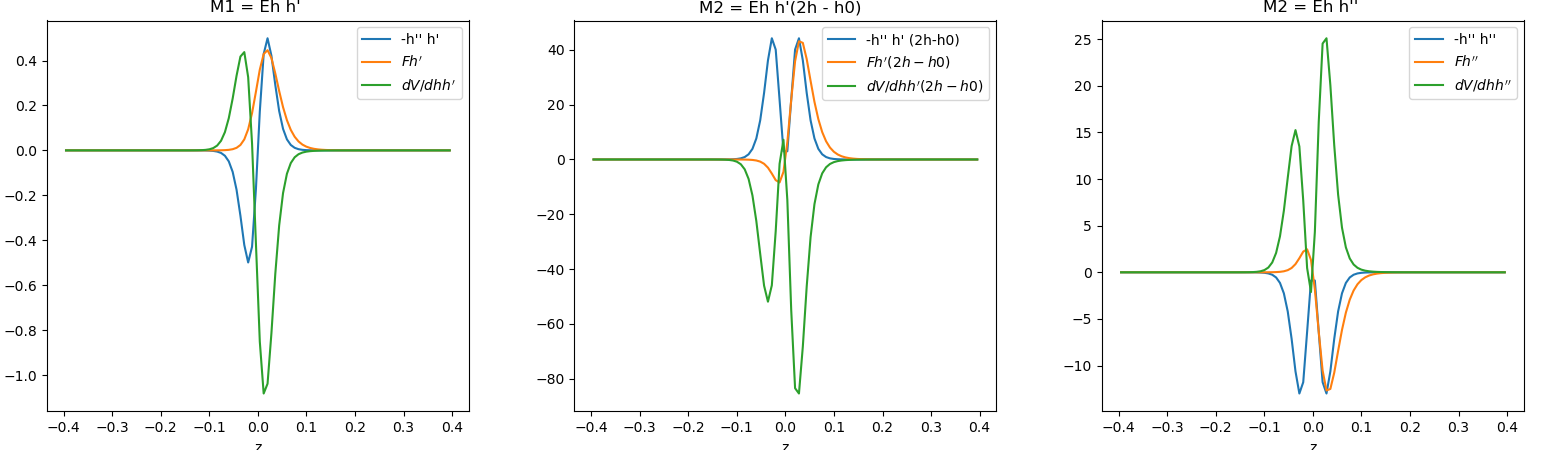 M1 = Eh h'
-h'' h'
Fh′
dV/dhh′
0.4
0.2
0.0
−0.2
−0.4
−0.6
−0.8
−1.0
−0.4 −0.3 −0.2 −0.1 0.0 0.1 0.2 0.3 0.4
z
M2 = Eh h'(2h - h0)
-h'' h' (2h-h0)
Fh′(2h − h0)
dV/dhh′(2h − h0)
40
20
0
−20
−40
−60
−80
−0.4 −0.3 −0.2 −0.1 0.0 0.1 0.2 0.3 0.4
z
M2 = Eh h''
-h'' h''
Fh′′
dV/dhh′′
25
20
15
10
5
0
−5
−10
−0.4 −0.3 −0.2 −0.1 0.0 0.1 0.2 0.3 0.4
z